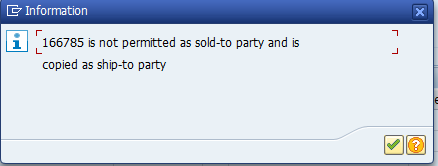 Information
166785 is not permitted as sold-to party and is
copied as ship-to party